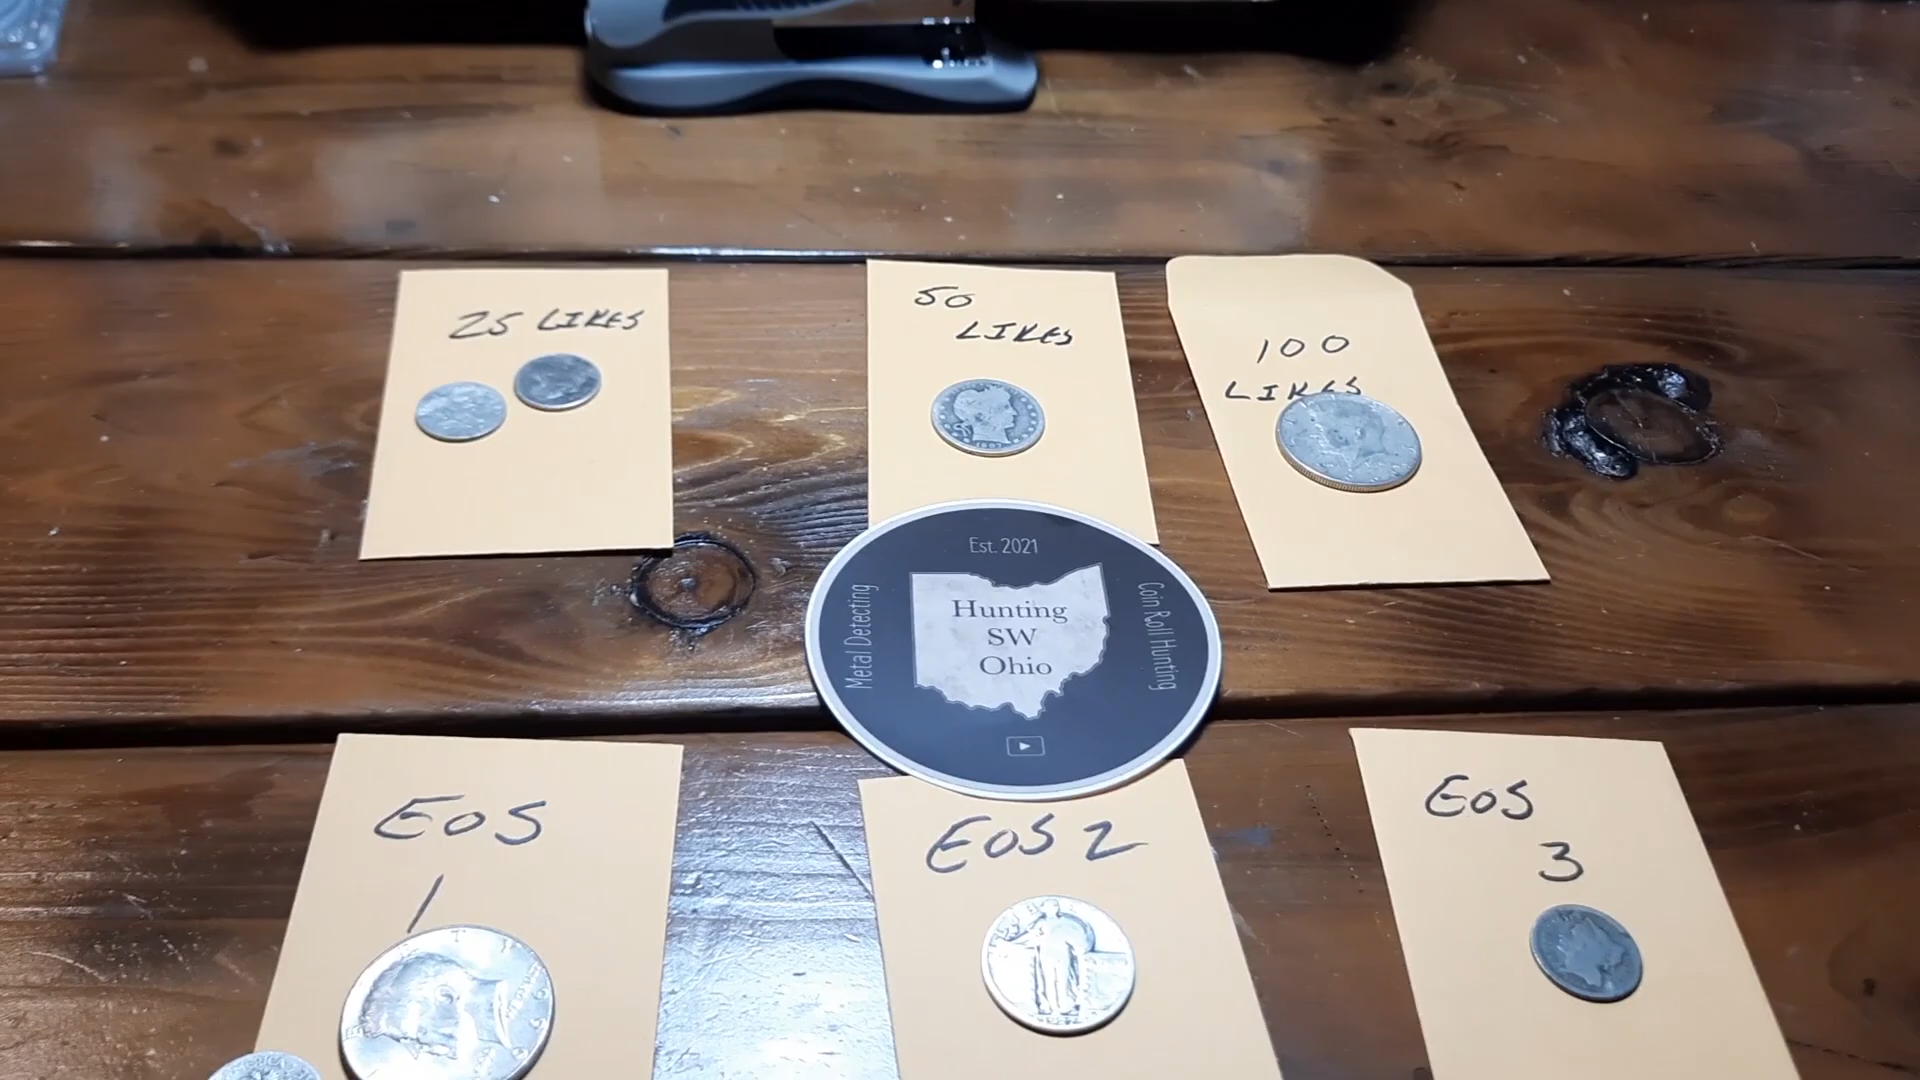 25 LIKES
50
LIKES
100
LIKES
Est. 2021
Metal Detecting
Hunting
SW
Ohio
Coin Roll Hunting
EOS
1
EOS 2
EOS
3